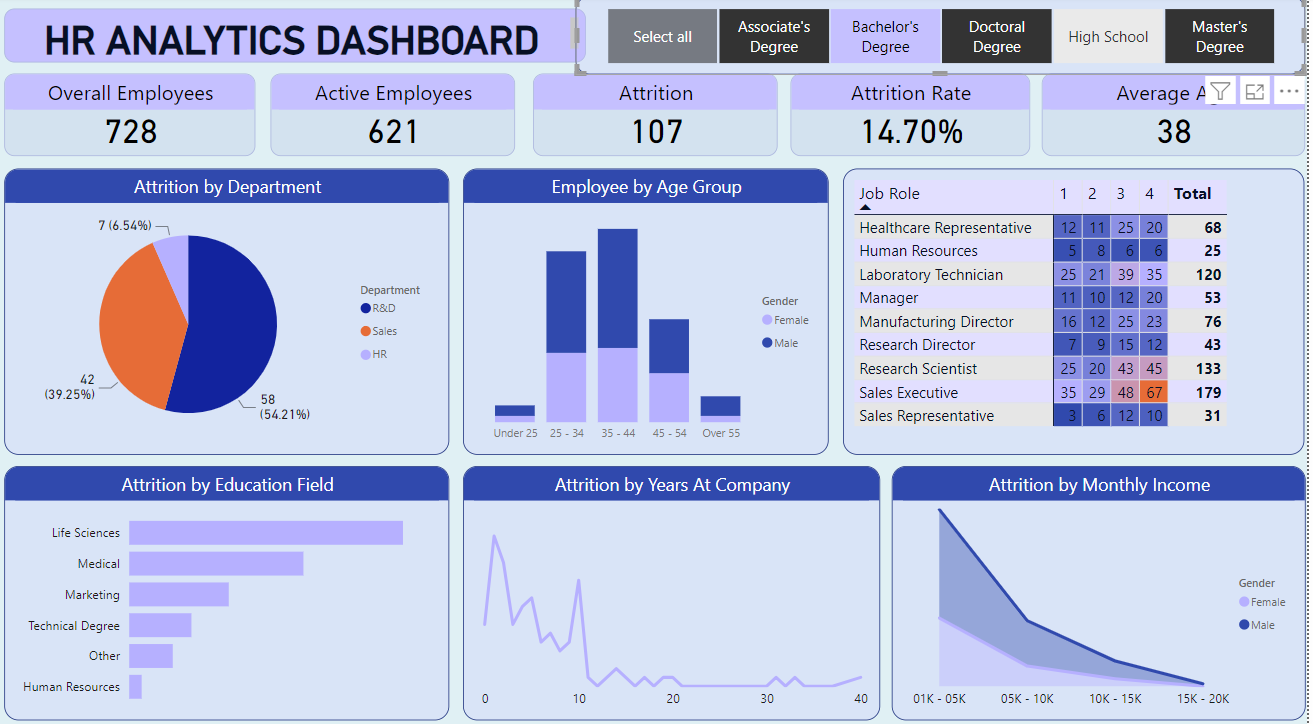 HR ANALYTICS DASHBOARD
Select all
Associate's
Degree
Bachelor's
Degree
Doctoral
Degree
High School
Master's
Degree
Overall Employees
728
Active Employees
621
Attrition
107
Attrition Rate
14.70%
Average
38
Attrition by Department
7 (6.54%)
42
(39.25%)
58
(54.21%)
Department
R&D
Sales
HR
Employee by Age Group
Under 25 25 - 34 35 - 44 45 - 54 Over 55
Gender
Female
Male
Job Role 1 2 3 4 Total
Healthcare Representative 12 11 25 20 68
Human Resources 5 8 6 6 25
Laboratory Technician 25 21 39 35 120
Manager 11 10 12 20 53
Manufacturing Director 16 12 25 23 76
Research Director 7 9 15 12 43
Research Scientist 25 20 43 45 133
Sales Executive 35 29 48 67 179
Sales Representative 3 6 12 10 31
Attrition by Education Field
Life Sciences
Medical
Marketing
Technical Degree
Other
Human Resources
Attrition by Years At Company
0 10 20 30 40
Attrition by Monthly Income
01K - 05K 05K - 10K 10K - 15K 15K - 20K
Gender
Female
Male